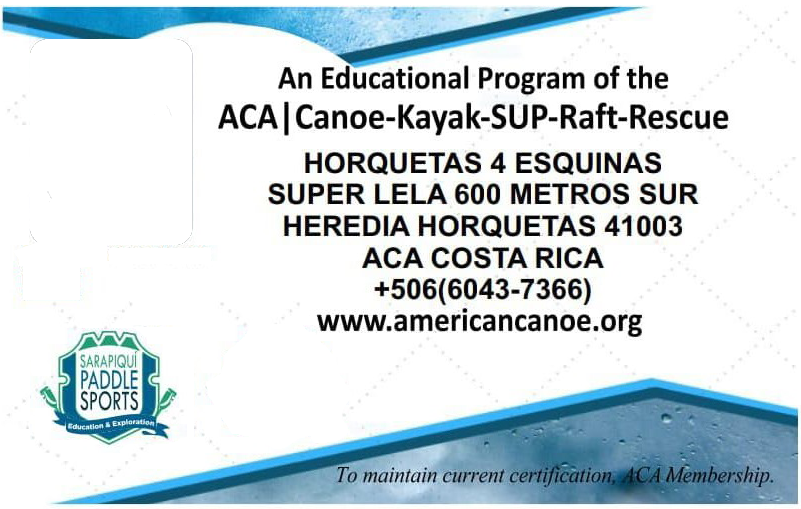 An Educational Program of the
ACA|Canoe-Kayak-SUP-Raft-Rescue
HORQUETAS 4 ESQUINAS
SUPER LELA 600 METROS SUR
HEREDIA HORQUETAS 41003
ACA COSTA RICA
+506(6043-7366)
www.americancanoe.org
SARAPIQUÍ
PADDLE
SPORTS
Education & Exploration
To maintain current certification, ACA Membership.